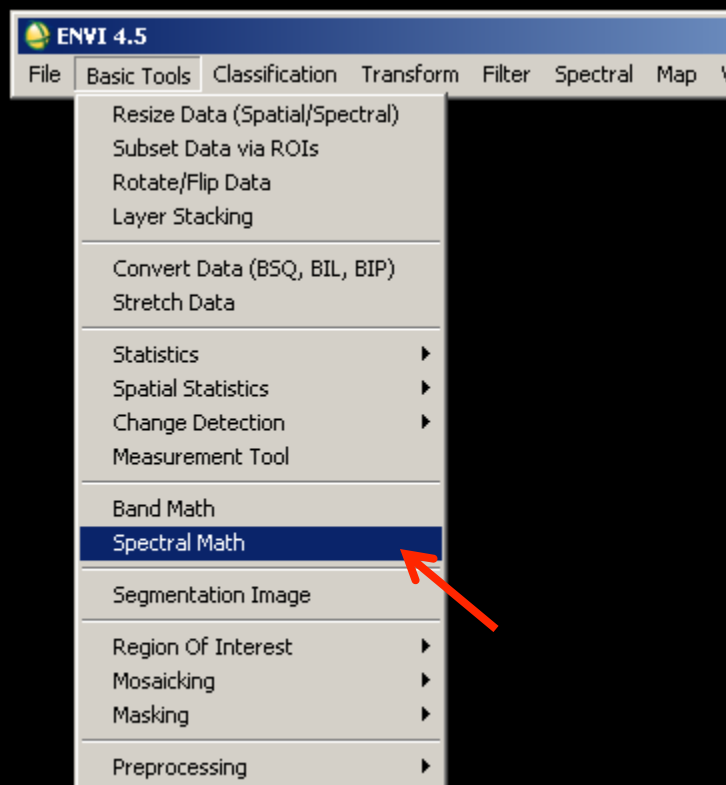 ENVI 4.5
File Basic Tools Classification Transform Filter Spectral Map
Resize Data (Spatial/Spectral)
Subset Data via ROIs
Rotate/Flip Data
Layer Stacking
Convert Data (BSQ, BIL, BIP)
Stretch Data
Statistics
Spatial Statistics
Change Detection
Measurement Tool
Band Math
Spectral Math
Segmentation Image
Region Of Interest
Mosaicking
Masking
Preprocessing